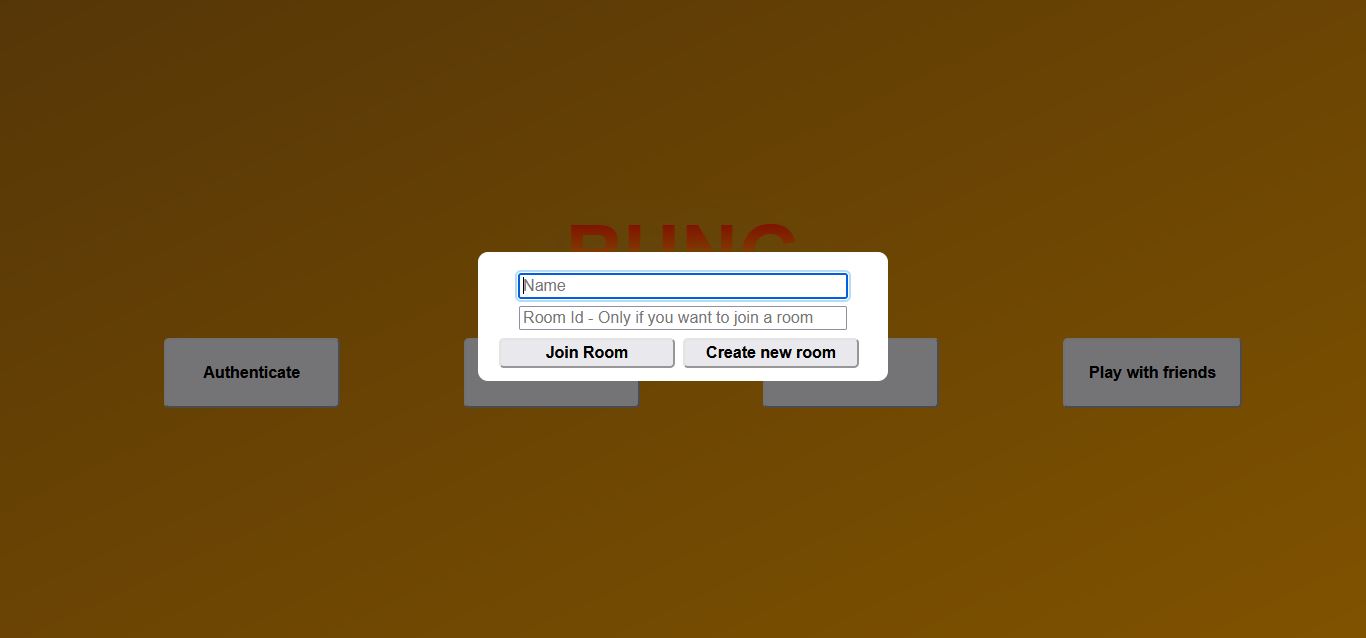 Name
Room Id - Only if you want to join a room
Join Room Create new room
Authenticate Play with friends